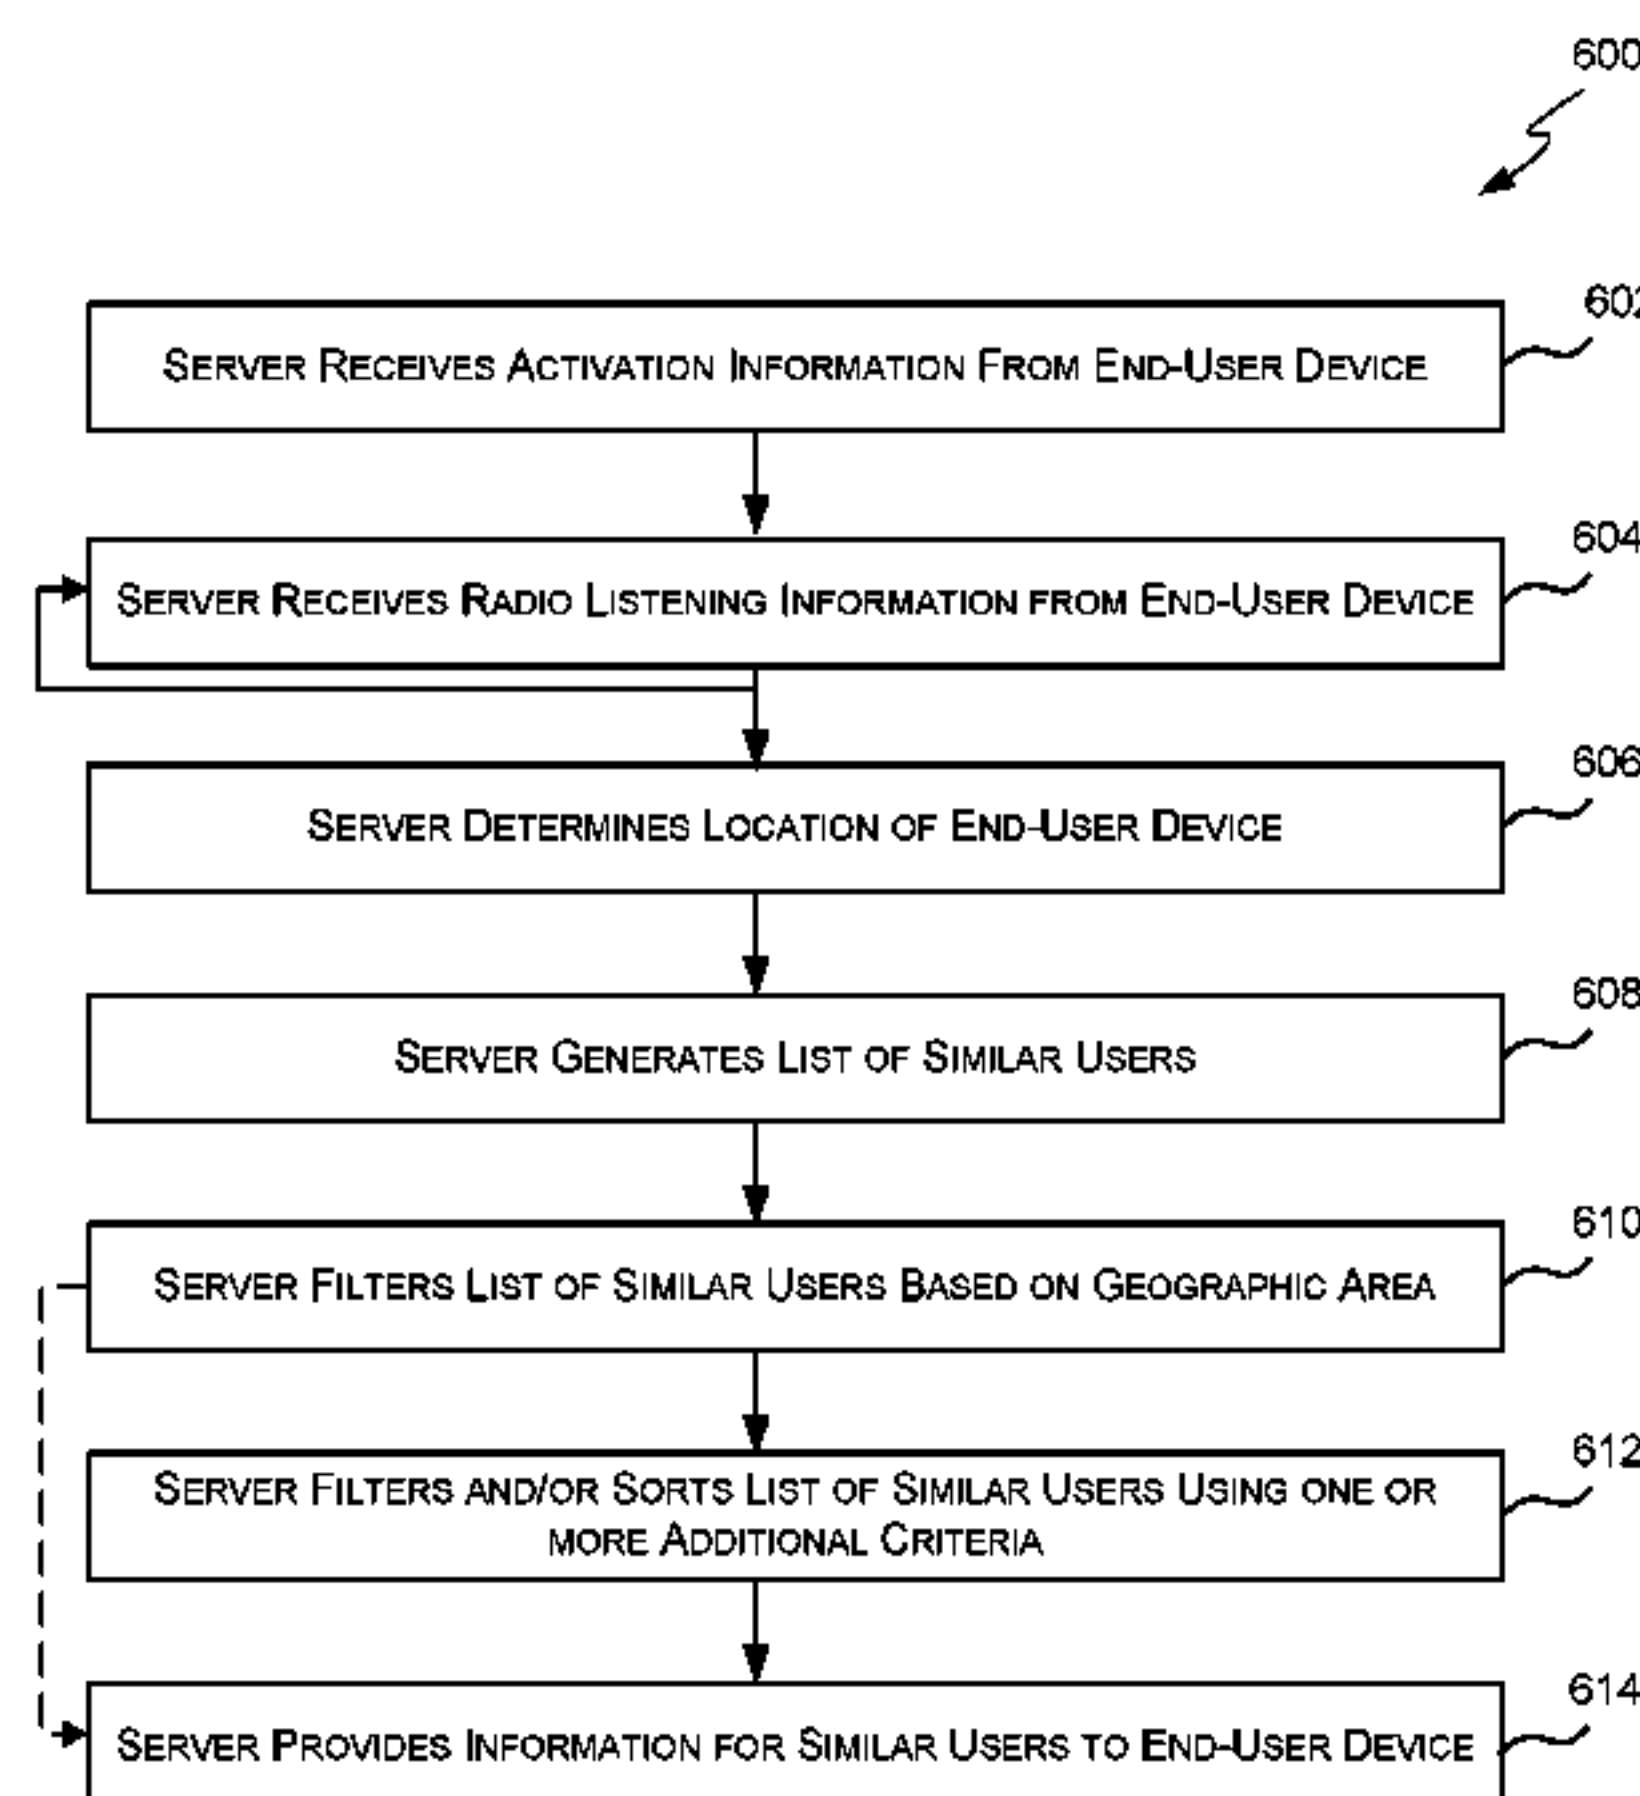 600
602
SERVER RECEIVES ACTIVATION INFORMATION FROM END-USER DEVICE
604
SERVER RECEIVES RADIO LISTENING INFORMATION FROM END-USER DEVICE
606
SERVER DETERMINES LOCATION OF END-USER DEVICE
608
SERVER GENERATES LIST OF SIMILAR USERS
610
SERVER FILTERS LIST OF SIMILAR USERS BASED ON GEOGRAPHIC AREA
612
SERVER FILTERS AND/OR SORTS LIST OF SIMILAR USERS USING ONE OR
MORE ADDITIONAL CRITERIA
614
SERVER PROVIDES INFORMATION FOR SIMILAR USERS TO END-USER DEVICE